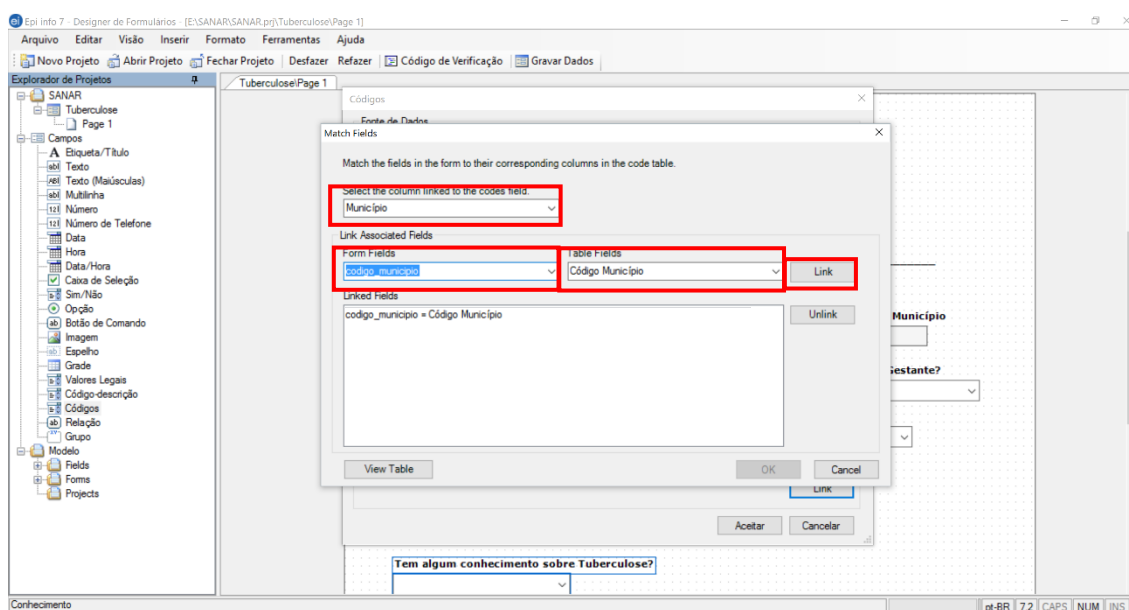 Epi info 7 - Designer de Formulários - [E:\SANAR\SANAR.prj\Tuberculose\Page 1]
Arquivo Editar Visão Inserir Formato Ferramentas Ajuda
Novo Projeto Abrir Projeto Fechar Projeto Desfazer Refazer Código de Verificação Gravar Dados
Explorador de Projetos
SANAR
Tuberculose
Page 1
Campos
Etiqueta/Título
Texto
Texto (Maiúsculas)
Multilinha
Número
Número de Telefone
Data
Hora
Data/Hora
Caixa de Seleção
Sim/Não
Opção
Botão de Comando
Imagem
Espelho
Grade
Valores Legais
Código-descrição
Códigos
Relação
Grupo
Modelo
Fields
Forms
Projects
Tuberculose\Page 1
Códigos
Fonte de Dados
Match Fields
Match the fields in the form to their corresponding columns in the code table.
Select the column linked to the codes field.
Município
Link Associated Fields
Form Fields Table Fields
codigo_municipio Código Município Link
Linked Fields
codigo_municipio = Código Município Unlink
View Table OK Cancel
Link
Aceitar Cancelar
Município
Gestante?
Tem algum conhecimento sobre Tuberculose?
Conhecimento
pt-BR 7.2 CAPS NUM INS